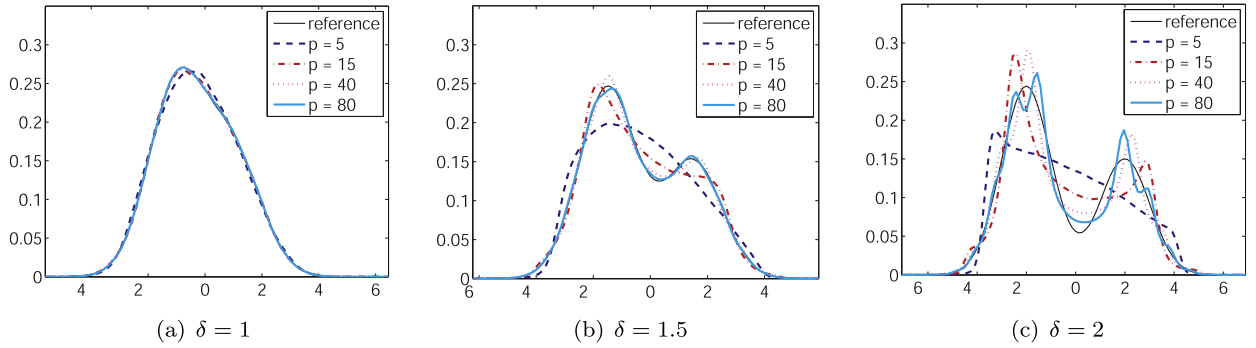 0.3
0.25
0.2
0.15
0.1
0.05
0
4 2 0 2 4 6
reference
p = 5
p = 15
p = 40
p = 80
(a) δ = 1
0.3
0.25
0.2
0.15
0.1
0.05
0
6 4 2 0 2 4
reference
p = 5
p = 15
p = 40
p = 80
(b) δ = 1.5
0.3
0.25
0.2
0.15
0.1
0.05
0
6 4 2 0 2 4 6
reference
p = 5
p = 15
p = 40
p = 80
(c) δ = 2